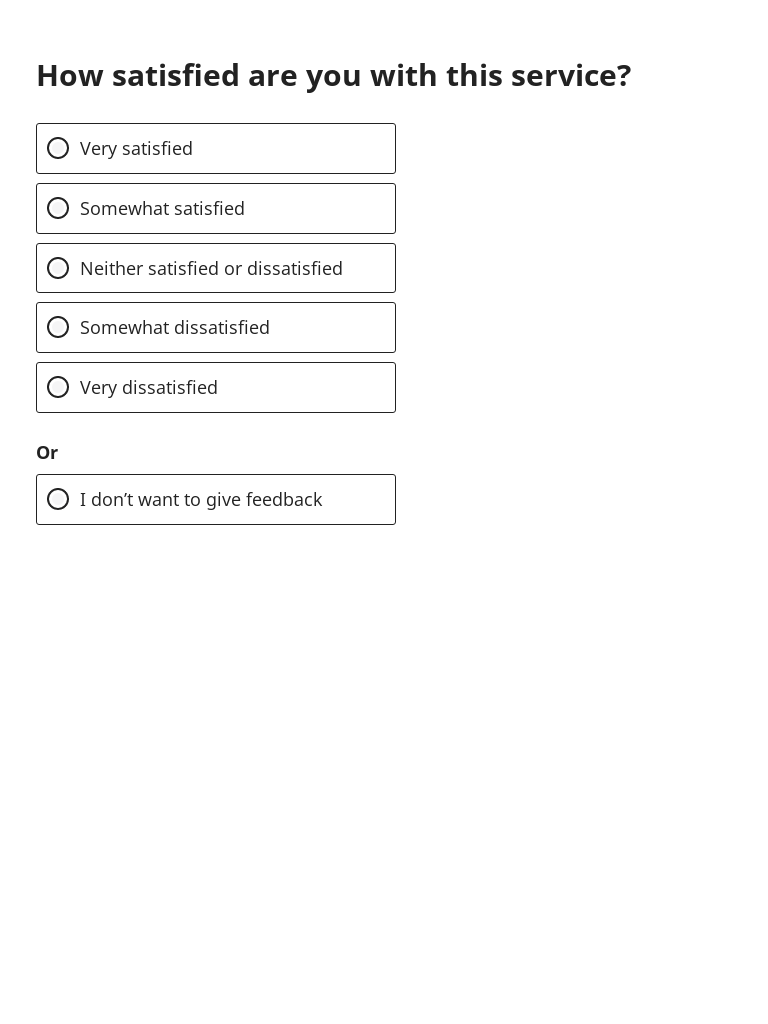 How satisfied are you with this service?
Very satisfied
Somewhat satisfied
Neither satisfied or dissatisfied
Somewhat dissatisfied
Very dissatisfied
Or
I don’t want to give feedback